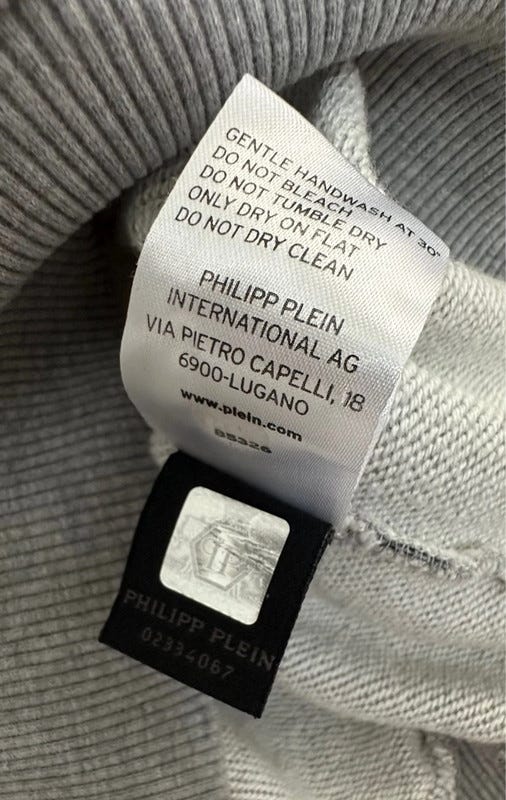 GENTLE HANDWASH AT 30°
DO NOT BLEACH
DO NOT TUMBLE DRY
ONLY DRY ON FLAT
DO NOT DRY CLEAN
PHILIPP PLEIN
INTERNATIONAL AG
VIA PIETRO CAPELLI, 18
6900-LUGANO
www.plein.com
85326
PHILIPP PLEIN
02334067